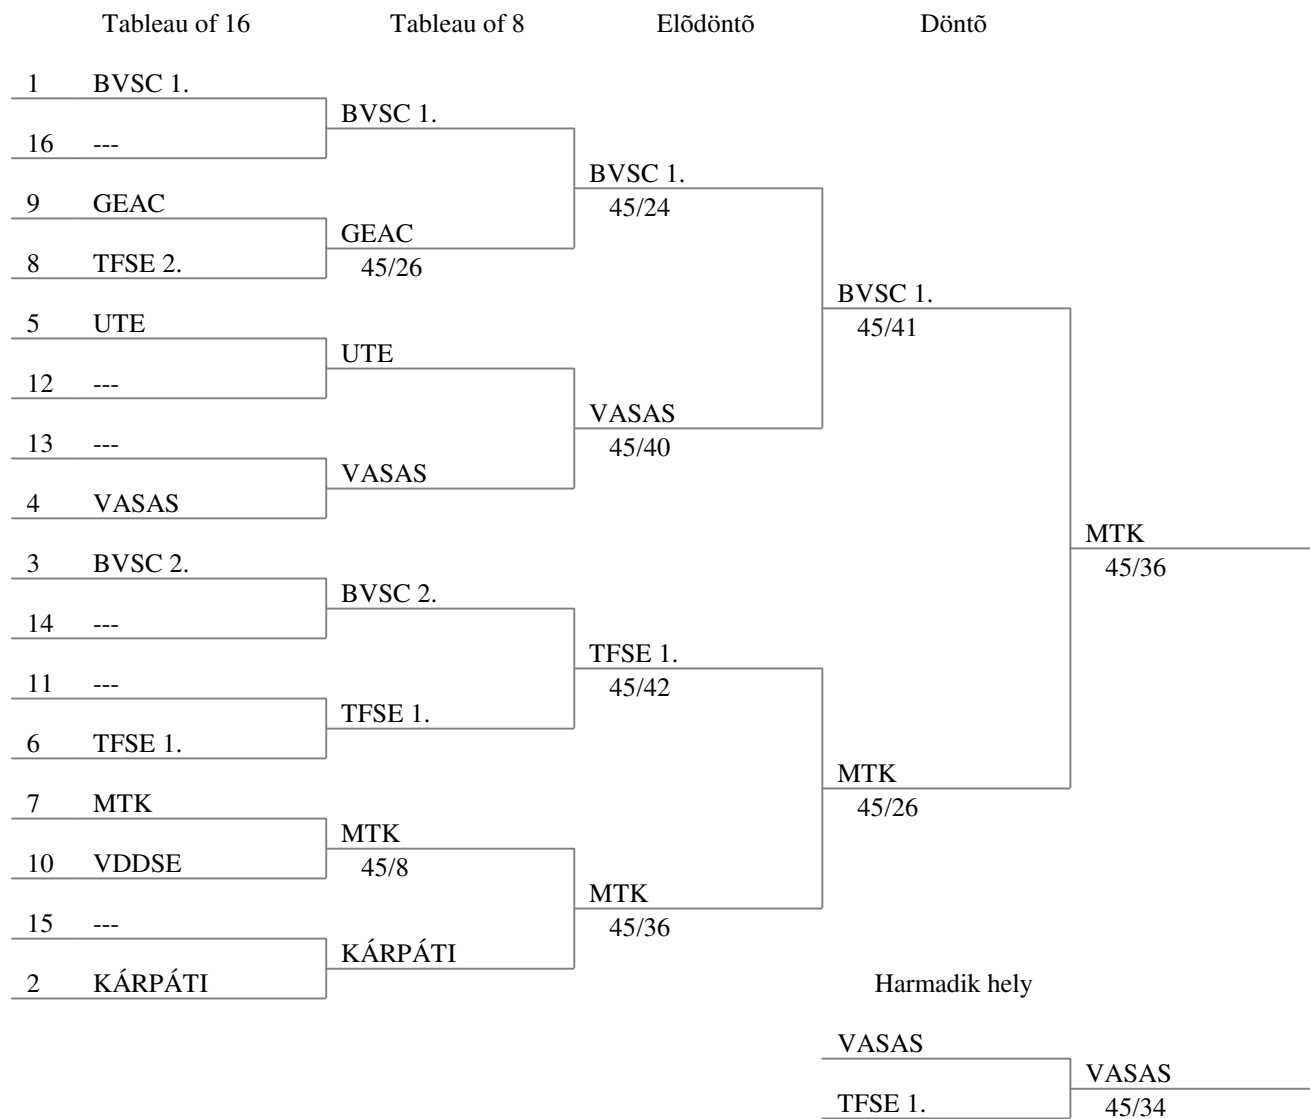 Tableau of 16 Tableau of 8 Elõdöntõ Döntõ
1 BVSC 1.
BVSC 1.
16 ---
BVSC 1.
9 GEAC
45/24
GEAC
8 TFSE 2.
45/26
BVSC 1.
5 UTE
45/41
UTE
12 ---
VASAS
13 ---
45/40
VASAS
4 VASAS
MTK
3 BVSC 2.
45/36
BVSC 2.
14 ---
TFSE 1.
11 ---
45/42
TFSE 1.
6 TFSE 1.
MTK
7 MTK
45/26
MTK
10 VDDSE
45/8
MTK
15 ---
45/36
KÁRPÁTI
2 KÁRPÁTI
Harmadik hely
VASAS
VASAS
TFSE 1.
45/34